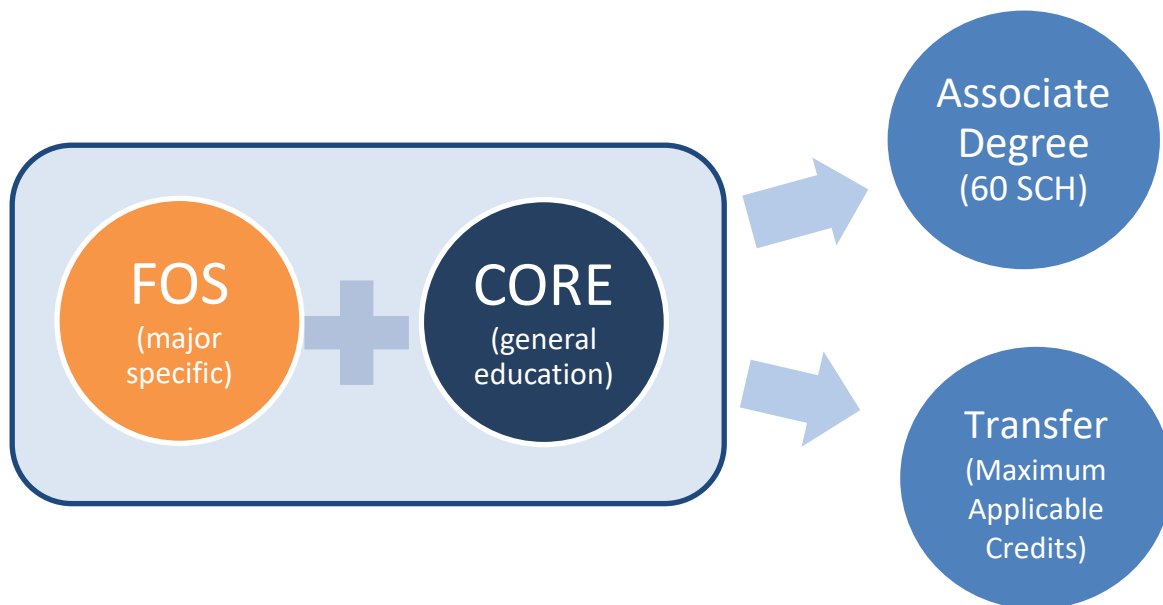 FOS
(major
specific)
CORE
(general
education)
Associate
Degree
(60 SCH)
Transfer
(Maximum
Applicable
Credits)